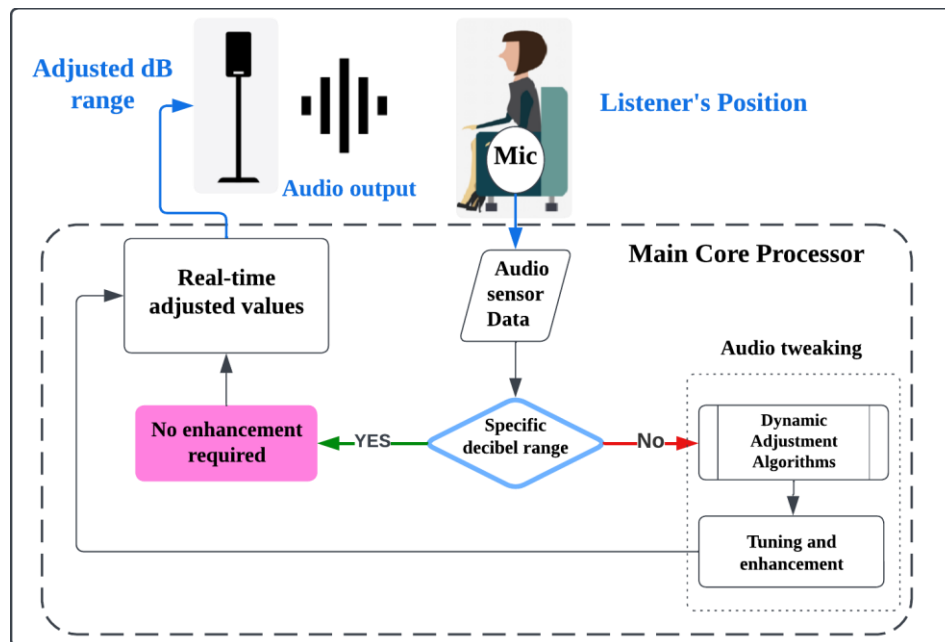 Adjusted dB
range
Audio output
Listener's Position
Mic
Main Core Processor
Real-time
adjusted values
Audio
sensor
Data
Audio tweaking
No enhancement
required
YES
Specific
decibel range
No
Dynamic
Adjustment
Algorithms
Tuning and
enhancement